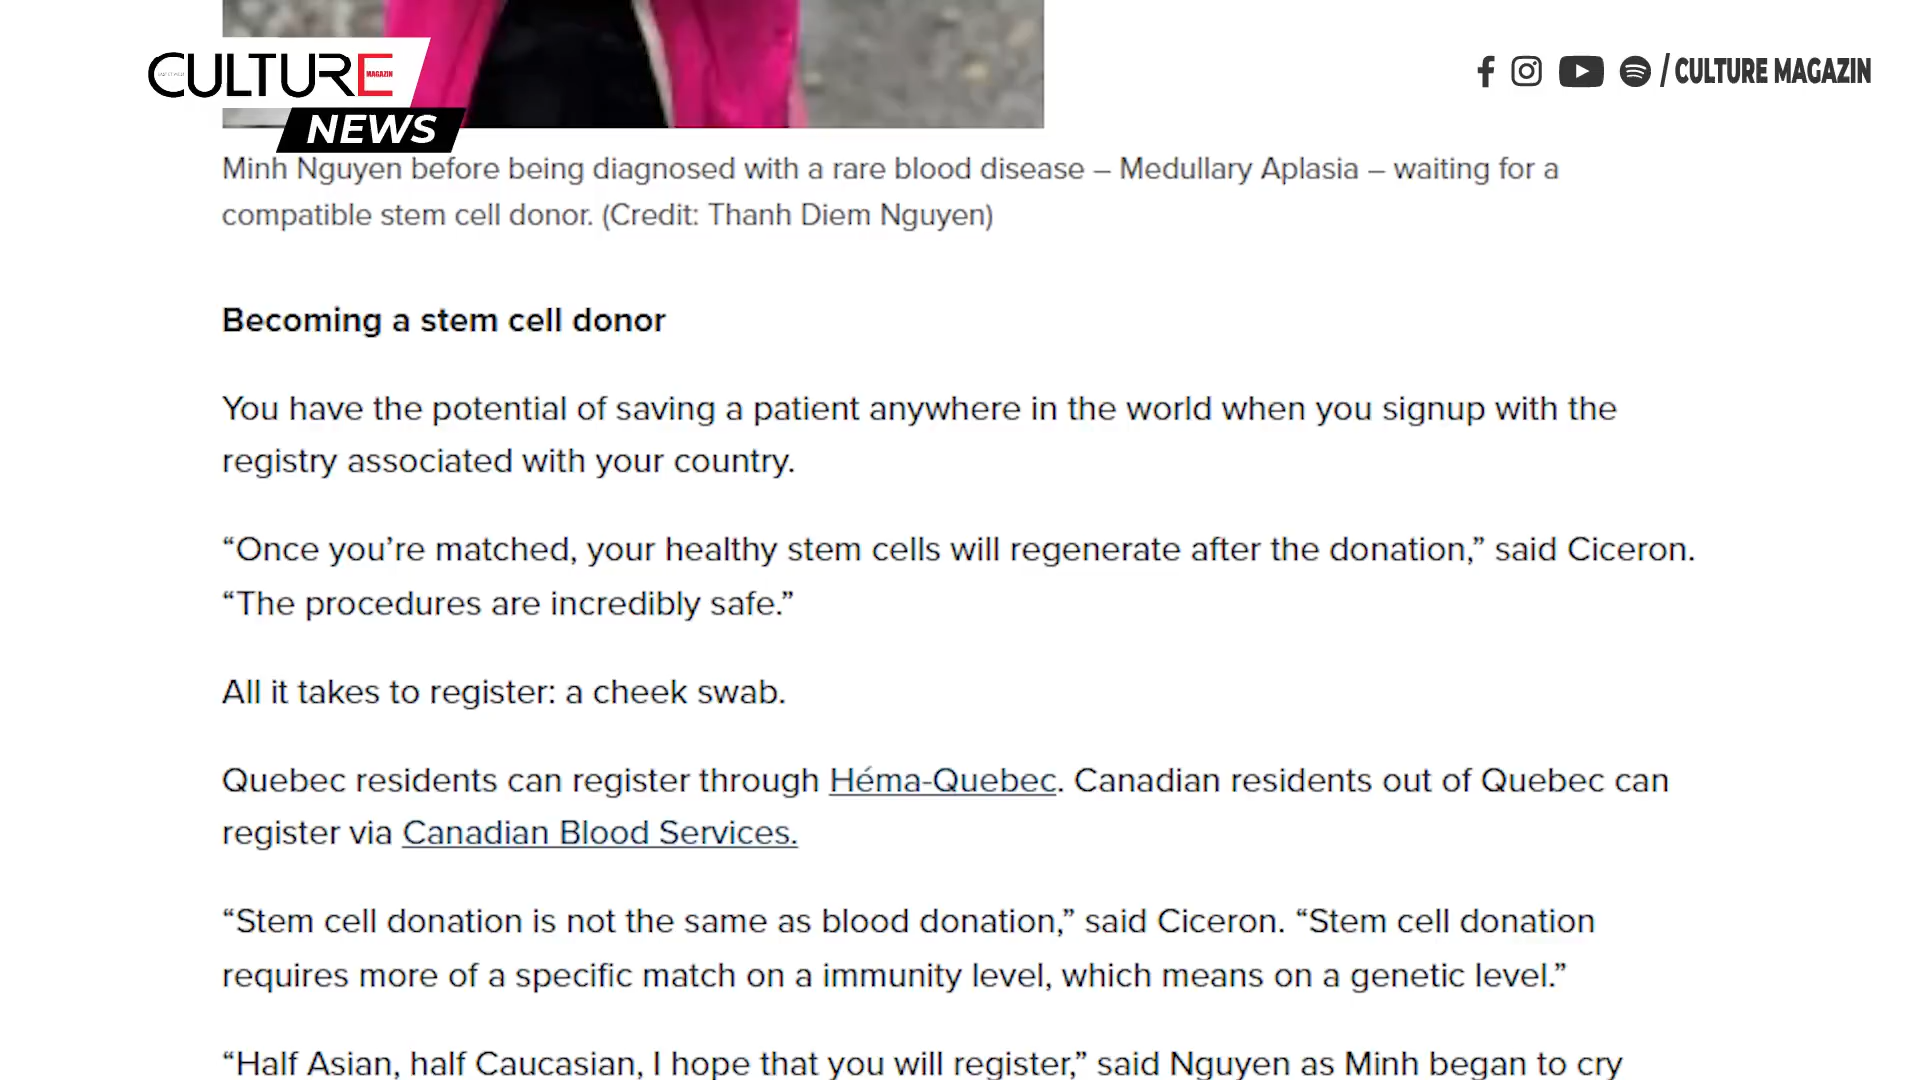 CULTURE
MAGAZIN
NEWS
/ CULTURE MAGAZIN
Minh Nguyen before being diagnosed with a rare blood disease – Medullary Aplasia – waiting for a
compatible stem cell donor. (Credit: Thanh Diem Nguyen)
Becoming a stem cell donor
You have the potential of saving a patient anywhere in the world when you signup with the
registry associated with your country.
“Once you’re matched, your healthy stem cells will regenerate after the donation,” said Ciceron.
“The procedures are incredibly safe.”
All it takes to register: a cheek swab.
Quebec residents can register through Héma-Quebec. Canadian residents out of Quebec can
register via Canadian Blood Services.
“Stem cell donation is not the same as blood donation,” said Ciceron. “Stem cell donation
requires more of a specific match on a immunity level, which means on a genetic level.”
“Half Asian, half Caucasian, I hope that you will register,” said Nguyen as Minh began to cry